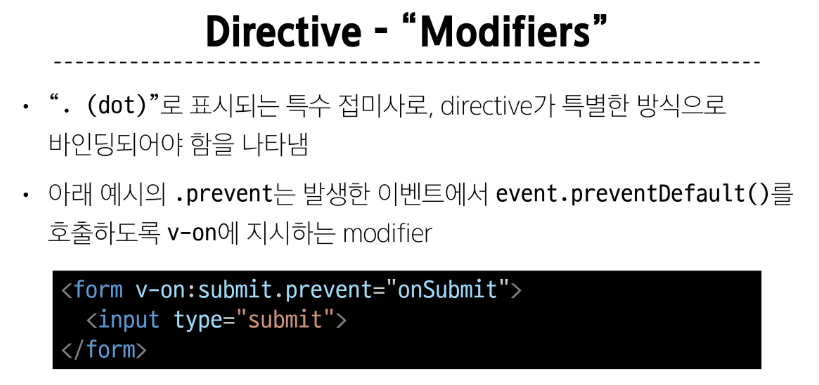 Directive - “Modifiers”
• “. (dot)”로 표시되는 특수 접미사로, directive가 특별한 방식으로
바인딩되어야 함을 나타냄
• 아래 예시의 .prevent는 발생한 이벤트에서 event.preventDefault()를
호출하도록 v-on에 지시하는 modifier
<form v-on:submit.prevent="onSubmit">
  <input type="submit">
</form>